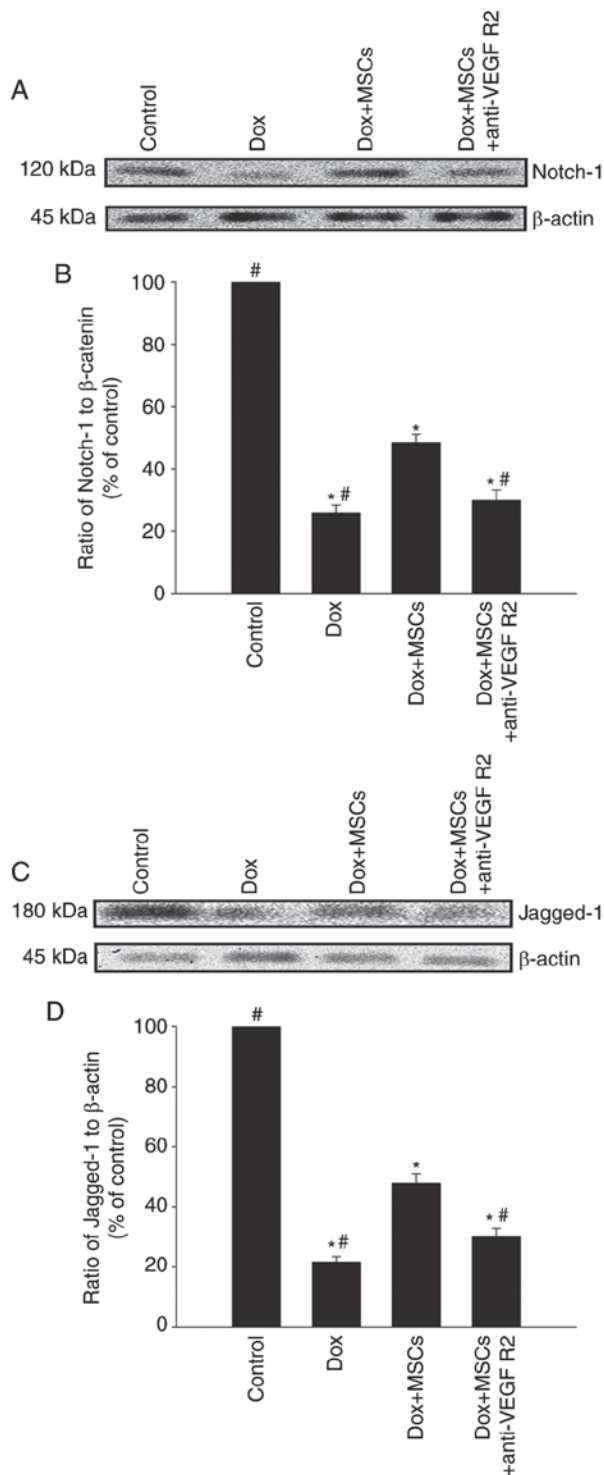 A
Control
Dox
Dox+MSCs
Dox+MSCs
+anti-VEGF R2
120 kDa
Notch-1
45 kDa
β-actin
B
Ratio of Notch-1 to β-catenin
(% of control)
100
80
60
40
20
0
#
* #
*
* #
Control
Dox
Dox+MSCs
Dox+MSCs
+anti-VEGF R2
C
Control
Dox
Dox+MSCs
Dox+MSCs
+anti-VEGF R2
180 kDa
Jagged-1
45 kDa
β-actin
D
Ratio of Jagged-1 to β-actin
(% of control)
100
80
60
40
20
0
#
* #
*
* #
Control
Dox
Dox+MSCs
Dox+MSCs
+anti-VEGF R2